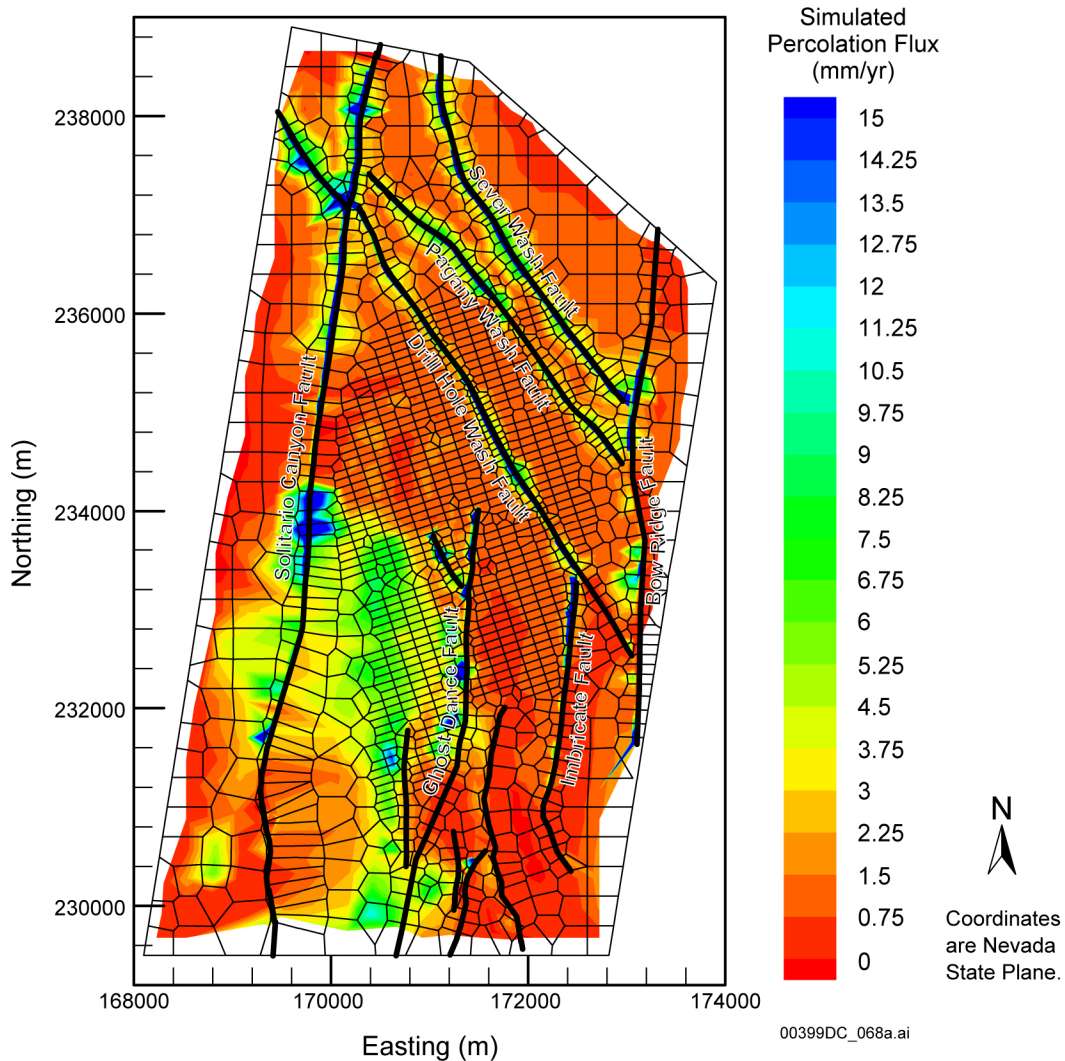 Simulated
Percolation Flux
(mm/yr)
15
14.25
13.5
12.75
12
11.25
10.5
9.75
9
8.25
7.5
6.75
6
5.25
4.5
3.75
3
2.25
1.5
0.75
0
238000
236000
234000
232000
230000
Northing (m)
168000
170000
172000
174000
Easting (m)
Sever Wash Fault
Pagany Wash Fault
Drill Hole Wash Fault
Solitario Canyon Fault
Bow Ridge Fault
Ghost Dance Fault
Imbricate Fault
N
Coordinates
are Nevada
State Plane.
00399DC_068a.ai